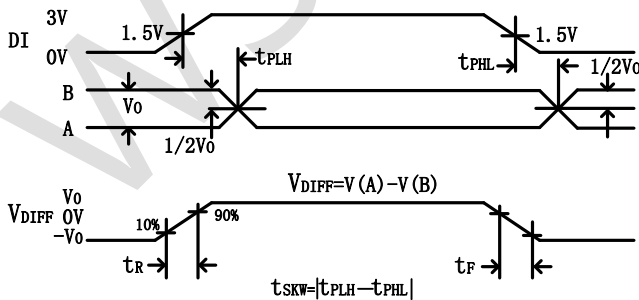 3V
DI
1.5V
1.5V
0V
tPLH
tPHL
1/2Vo
B
Vo
A
1/2Vo
VDIFF=V(A)-V(B)
Vo
VDIFF 0V
-Vo
10%
90%
tR
tF
tSKW=|tPLH-tPHL|